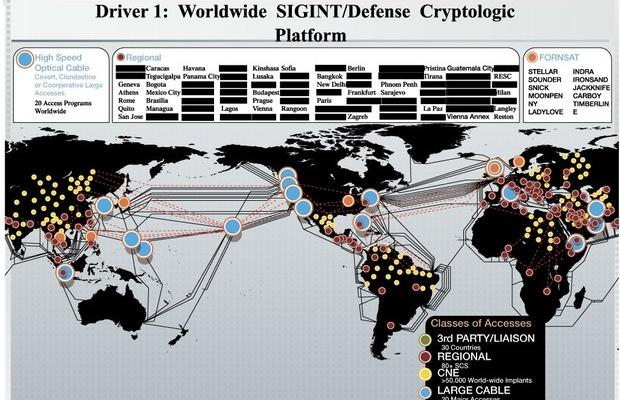 Driver 1: Worldwide SIGINT/Defense Cryptologic
Platform
High Speed
Optical Cable
Covert, Clandestine
or Coorperative Large
Accesses
20 Access Programs
Worldwide
Regional
Caracas Havana Kinshasa Sofia Berlin Pristina Guatemala City
Tegucigalpa Panama City Lusaka Bangkok Tirana RESC
Geneva Bogota New Delhi Phnom Penh
Athens Mexico City Budapest Frankfurt Sarajevo Milan
Rome Brasilia Prague Paris
Quito Managua Lagos Vienna Rangoon La Paz Langley
San Jose Zagreb Vienna Annex Reston
FORNSAT
STELLAR INDRA
SOUNDER IRONSAND
SNICK JACKKNIFE
MOONPEN CARBOY
NY TIMBERLIN
LADYLOVE E
Classes of Accesses
3rd PARTY/LIAISON
30 Countries
REGIONAL
80+ SCS
CNE
>50,000 World-wide Implants
LARGE CABLE
20 Major Accesses